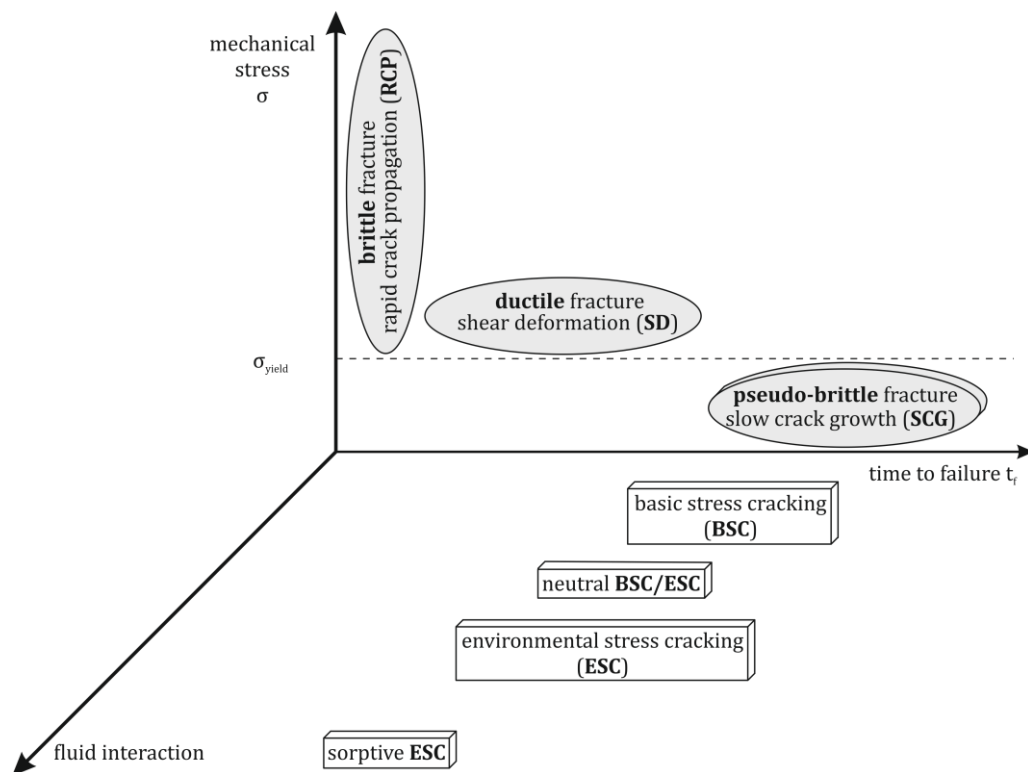 mechanical
stress
σ
brittle fracture
rapid crack propagation (RCP)
ductile fracture
shear deformation (SD)
σyield
pseudo-brittle fracture
slow crack growth (SCG)
time to failure tf
basic stress cracking
(BSC)
neutral BSC/ESC
environmental stress cracking
(ESC)
fluid interaction
sorptive ESC